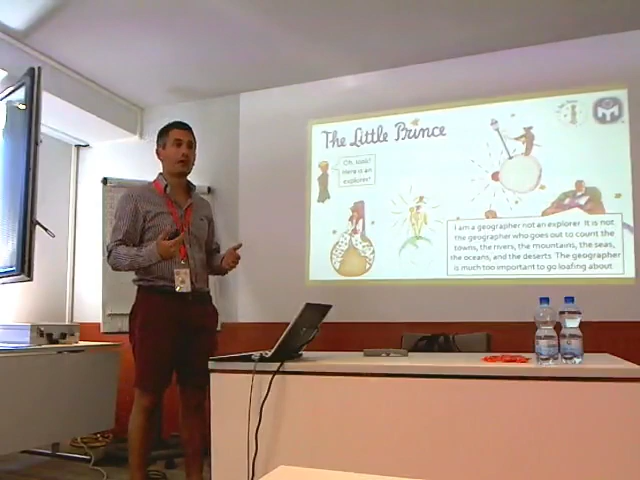 The Little Prince
Oh, look!
Here is an
explorer!
I am a geographer not an explorer. It is not
the geographer who goes out to count the
towns, the rivers, the mountains, the seas,
the oceans, and the deserts. The geographer
is much too important to go loafing about.